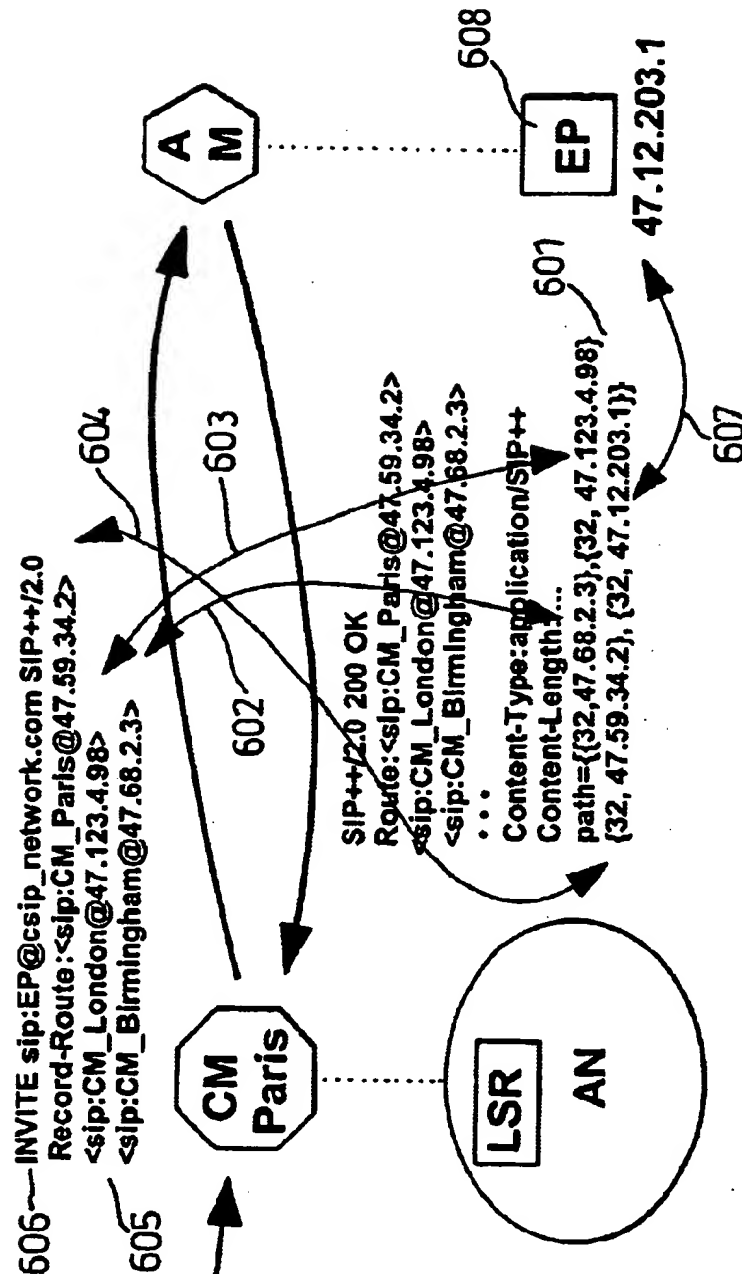 606 INVITE sip:EP@csip_network.com SIP++/2.0
Record-Route:<sip:CM_Paris@47.59.34.2>
<sip:CM_London@47.123.4.98>
605 <sip:CM_Birmingham@47.68.2.3>
604
603
602
CM
Paris
A
M
SIP++/2.0 200 OK
Route:<sip:CM_Paris@47.59.34.2>
<sip:CM_London@47.123.4.98>
<sip:CM_Birmingham@47.68.2.3>
...
Content-Type:application/SIP++
Content-Length:...
path={{32,47.68.2.3},{32, 47.123.4.98}
{32, 47.59.34.2}, {32, 47.12.203.1}}
601
607
LSR
AN
EP
608
47.12.203.1